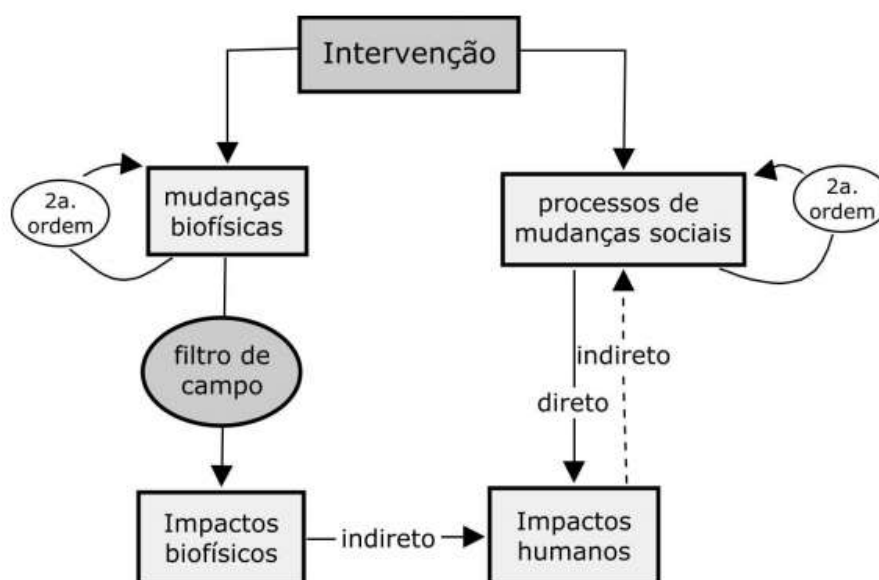 Intervenção
2a.
ordem
mudanças
biofísicas
processos de
mudanças sociais
2a.
ordem
filtro de
campo
indireto
direto
Impactos
biofísicos
indireto
Impactos
humanos